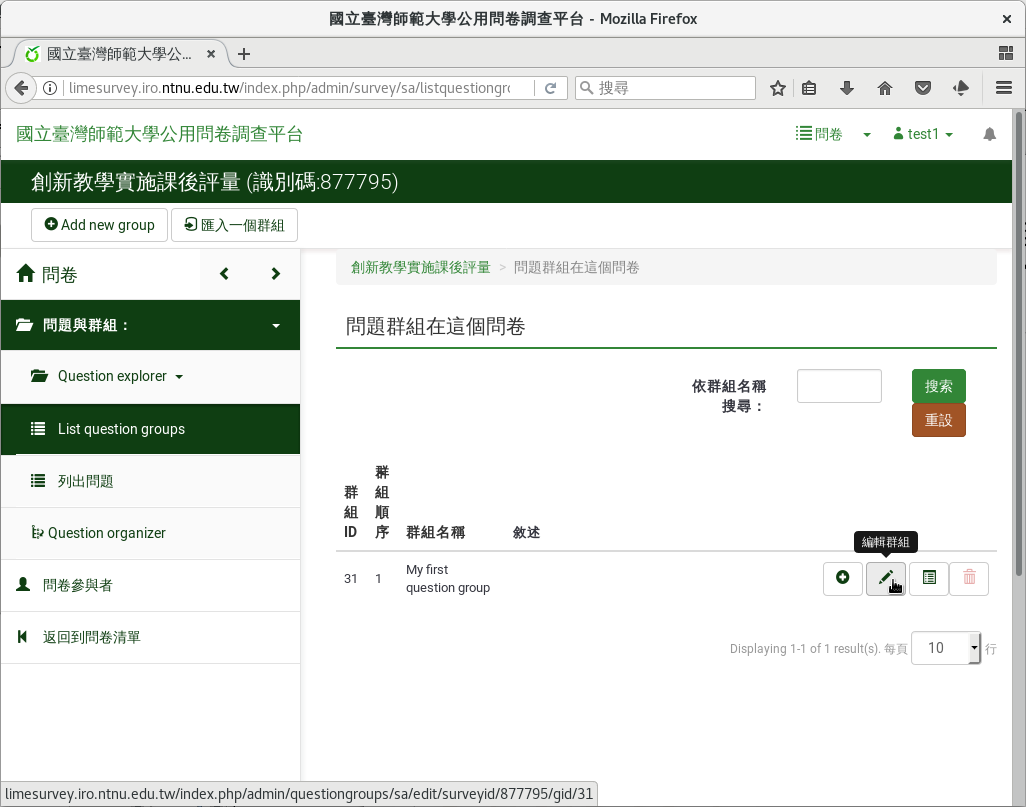 國立臺灣師範大學公用問卷調查平台 - Mozilla Firefox
國立臺灣師範大學公...
limesurvey.iro.ntnu.edu.tw/index.php/admin/survey/sa/listquestiongro
搜尋
國立臺灣師範大學公用問卷調查平台
問卷
test1
創新教學實施課後評量 (識別碼:877795)
Add new group
匯入一個群組
問卷
創新教學實施課後評量 > 問題群組在這個問卷
問題與群組：
問題群組在這個問卷
Question explorer
依群組名稱
搜尋：
搜索
重設
List question groups
列出問題
Question organizer
問卷參與者
返回到問卷清單
群組ID
群組順序
群組名稱
敘述
編輯群組
31
1
My first
question group
Displaying 1-1 of 1 result(s). 每頁
10
行
limesurvey.iro.ntnu.edu.tw/index.php/admin/questiongroups/sa/edit/surveyid/877795/gid/31